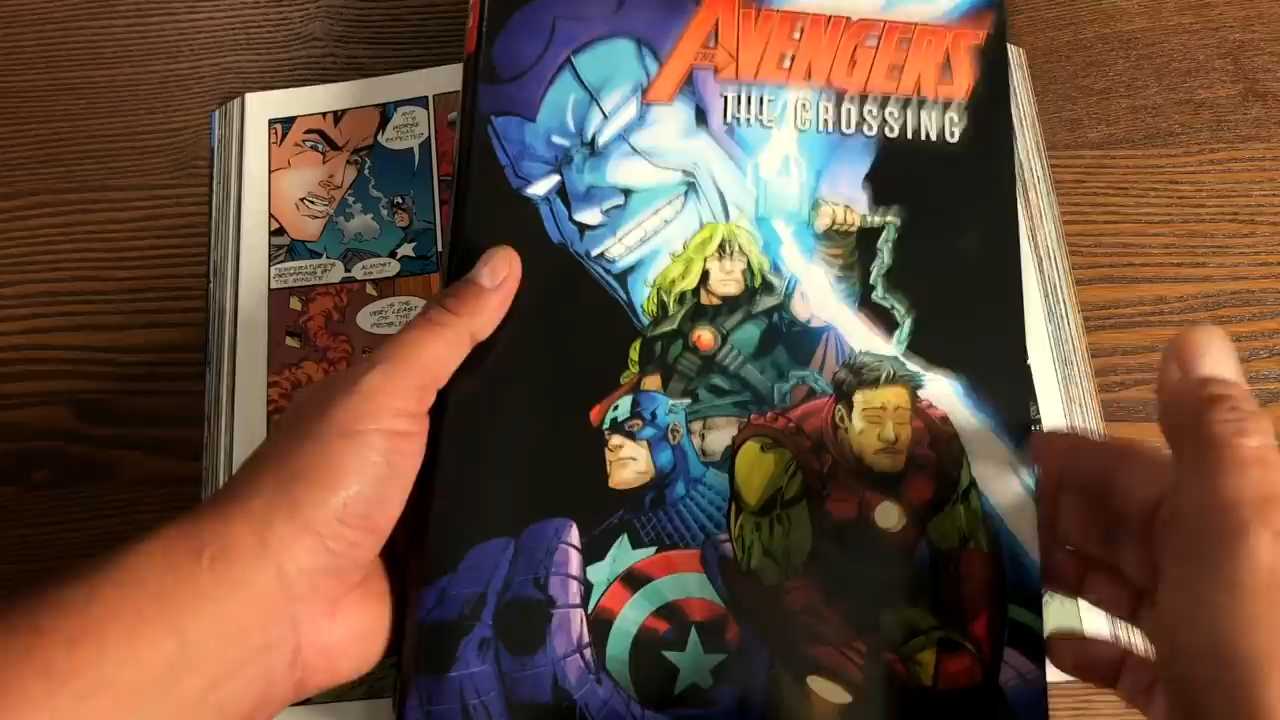 THE AVENGERS
THE CROSSING
AND
IT'S
WORSE
THAN
EXPECTED
TEMPERATURE'S
DROPPING BY
THE MINUTE!
ALMOST
AS IF--
--IS THE
VERY LEAST
OF THE